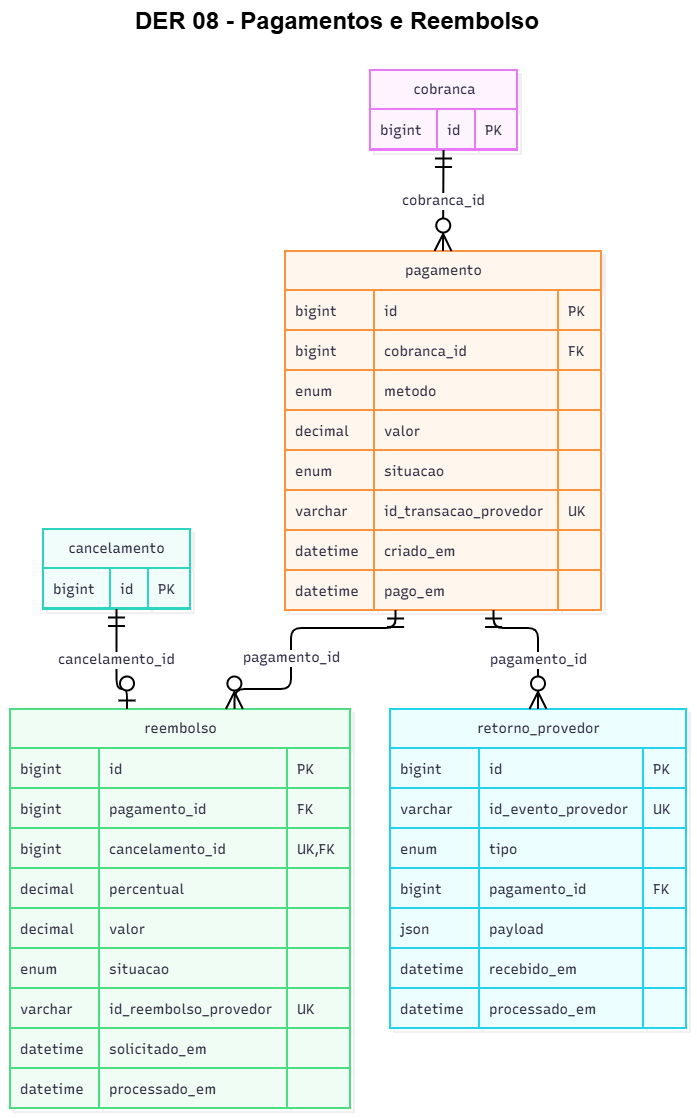 DER 08 - Pagamentos e Reembolso
cobranca
bigint id PK
cobranca_id
pagamento
bigint id PK
bigint cobranca_id FK
enum metodo
decimal valor
enum situacao
varchar id_transacao_provedor UK
datetime criado_em
datetime pago_em
cancelamento
bigint id PK
cancelamento_id
pagamento_id
pagamento_id
reembolso
bigint id PK
bigint pagamento_id FK
bigint cancelamento_id UK,FK
decimal percentual
decimal valor
enum situacao
varchar id_reembolso_provedor UK
datetime solicitado_em
datetime processado_em
retorno_provedor
bigint id PK
varchar id_evento_provedor UK
enum tipo
bigint pagamento_id FK
json payload
datetime recebido_em
datetime processado_em